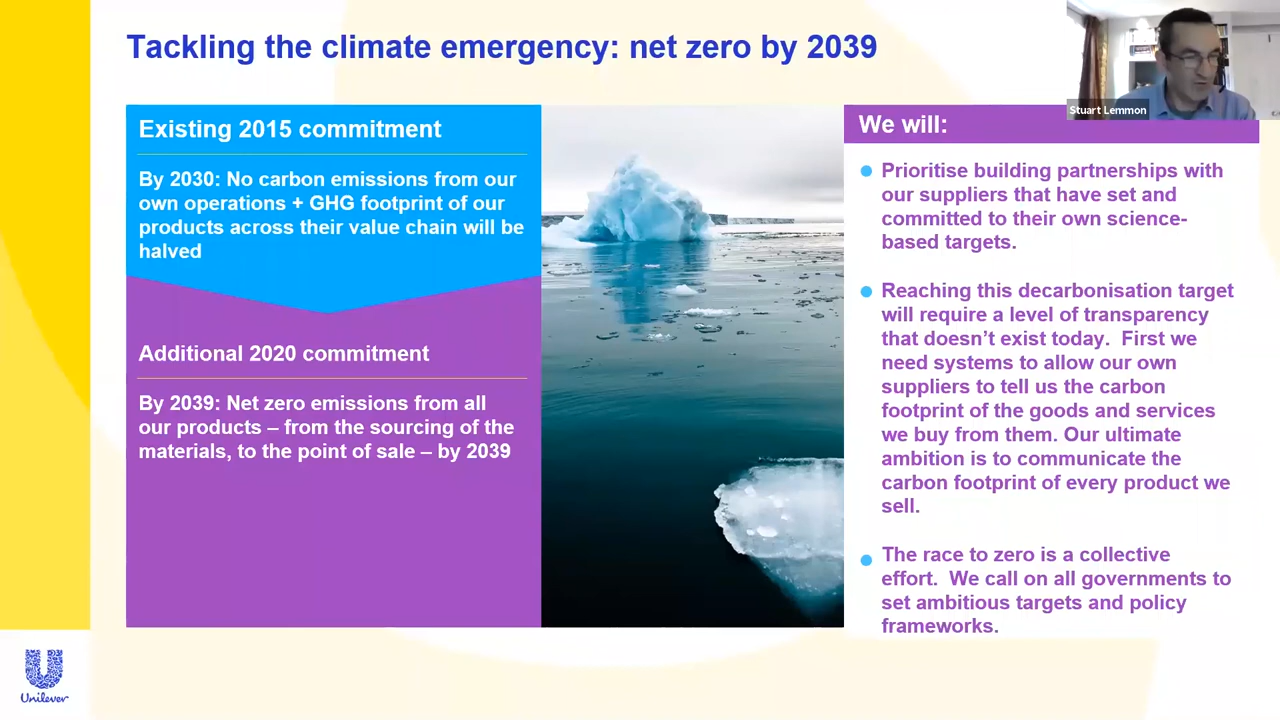 Tackling the climate emergency: net zero by 2039
Stuart Lemmon
Existing 2015 commitment
By 2030: No carbon emissions from our
own operations + GHG footprint of our
products across their value chain will be
halved
Additional 2020 commitment
By 2039: Net zero emissions from all
our products – from the sourcing of the
materials, to the point of sale – by 2039
We will:
Prioritise building partnerships with
our suppliers that have set and
committed to their own science-
based targets.
Reaching this decarbonisation target
will require a level of transparency
that doesn’t exist today.  First we
need systems to allow our own
suppliers to tell us the carbon
footprint of the goods and services
we buy from them. Our ultimate
ambition is to communicate the
carbon footprint of every product we
sell.
The race to zero is a collective
effort.  We call on all governments to
set ambitious targets and policy
frameworks.
Unilever